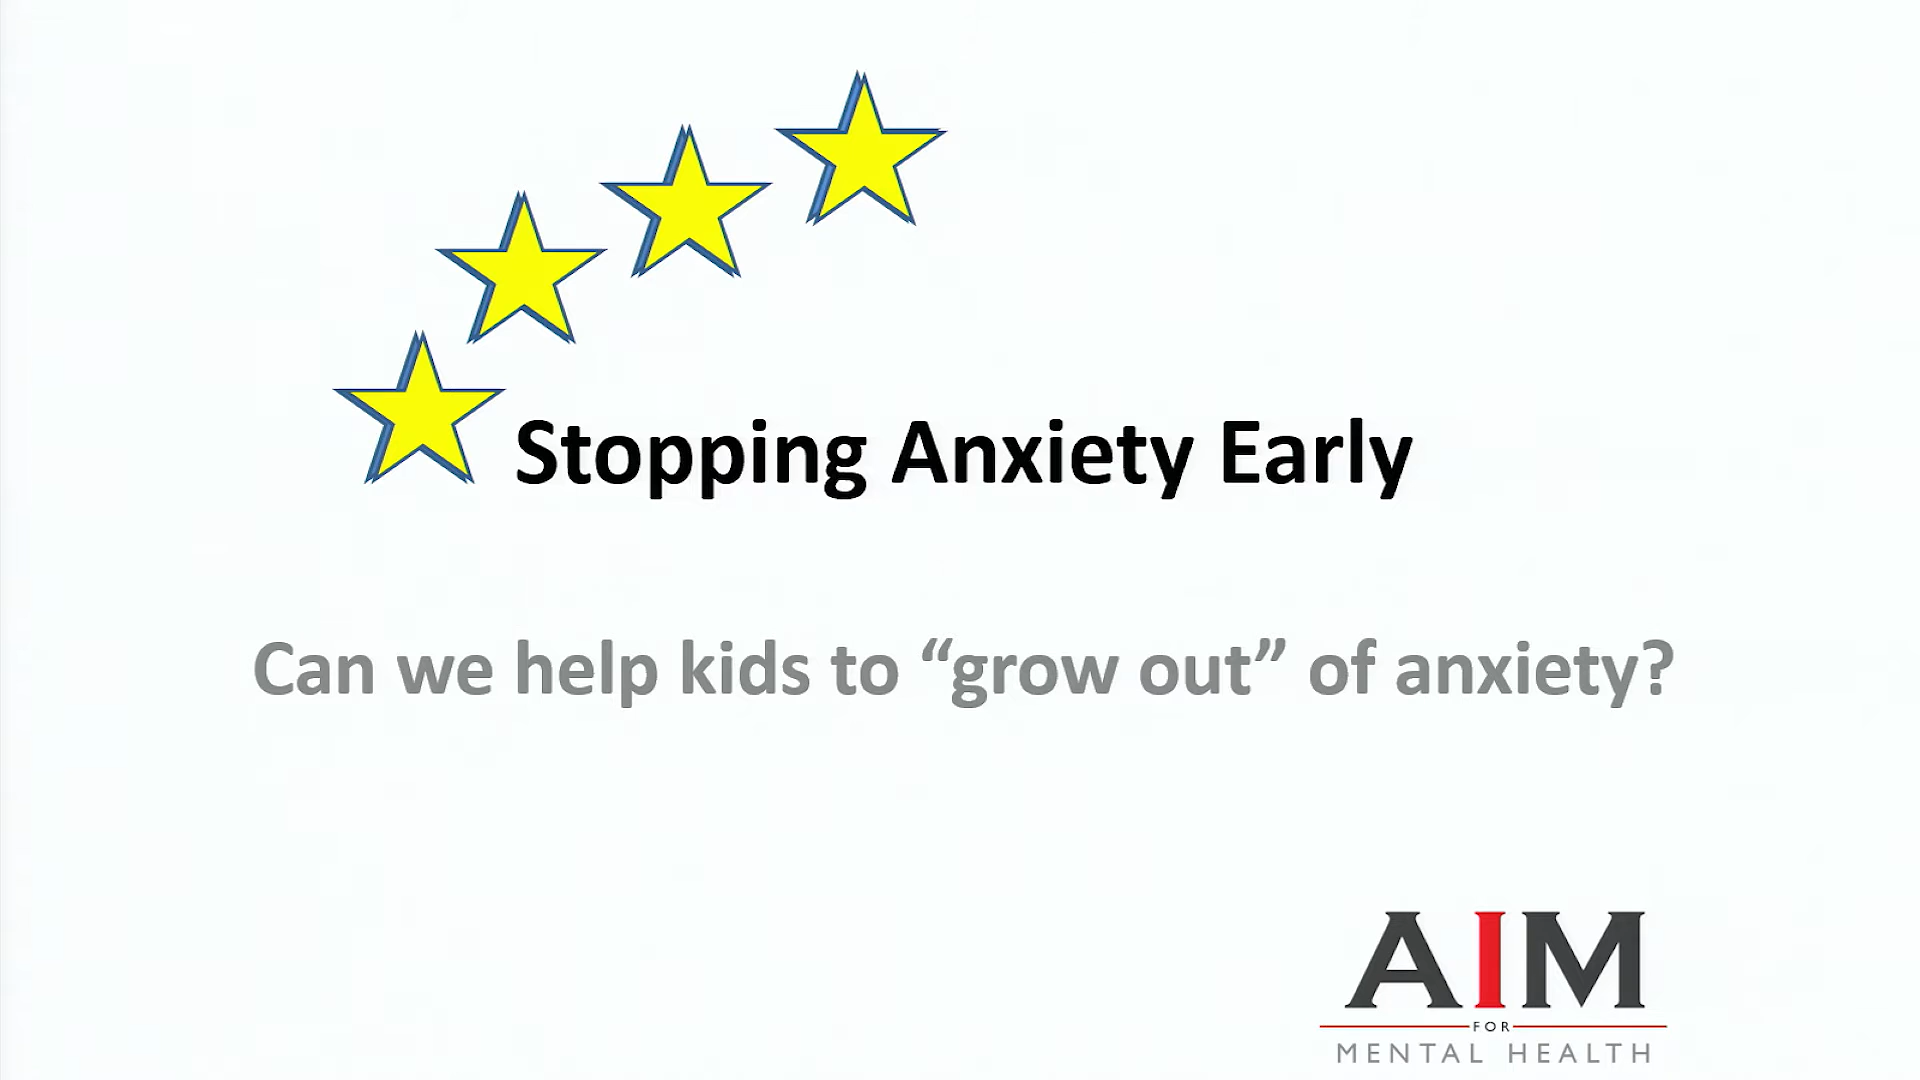 Stopping Anxiety Early
Can we help kids to “grow out” of anxiety?
AIM
FOR
MENTAL HEALTH